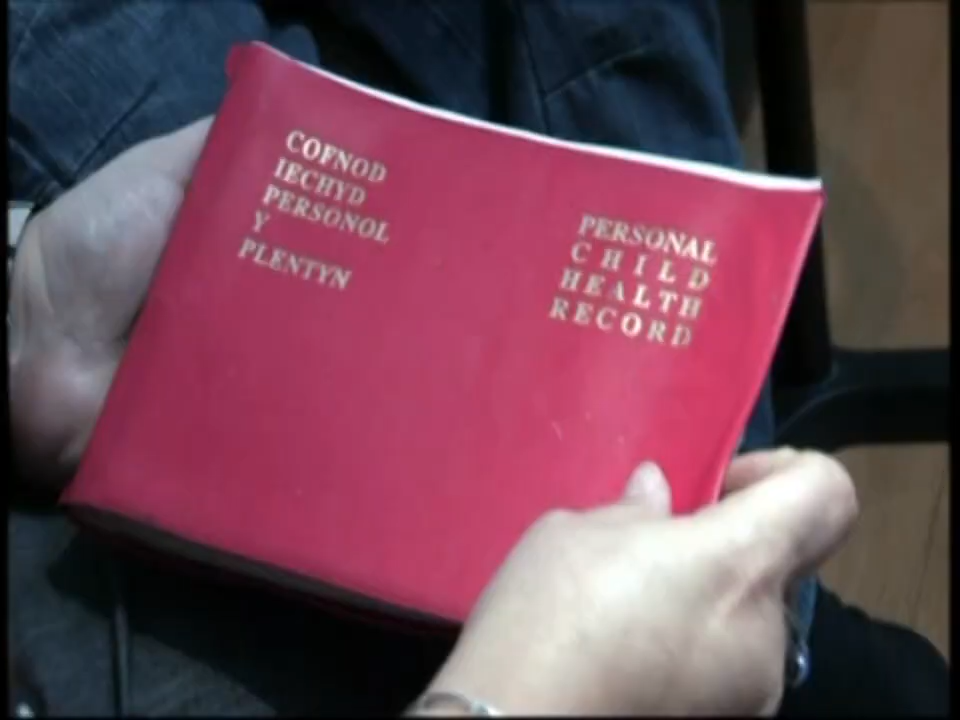 COFNOD
IECHYD
PERSONOL
Y
PLENTYN
PERSONAL
CHILD
HEALTH
RECORD